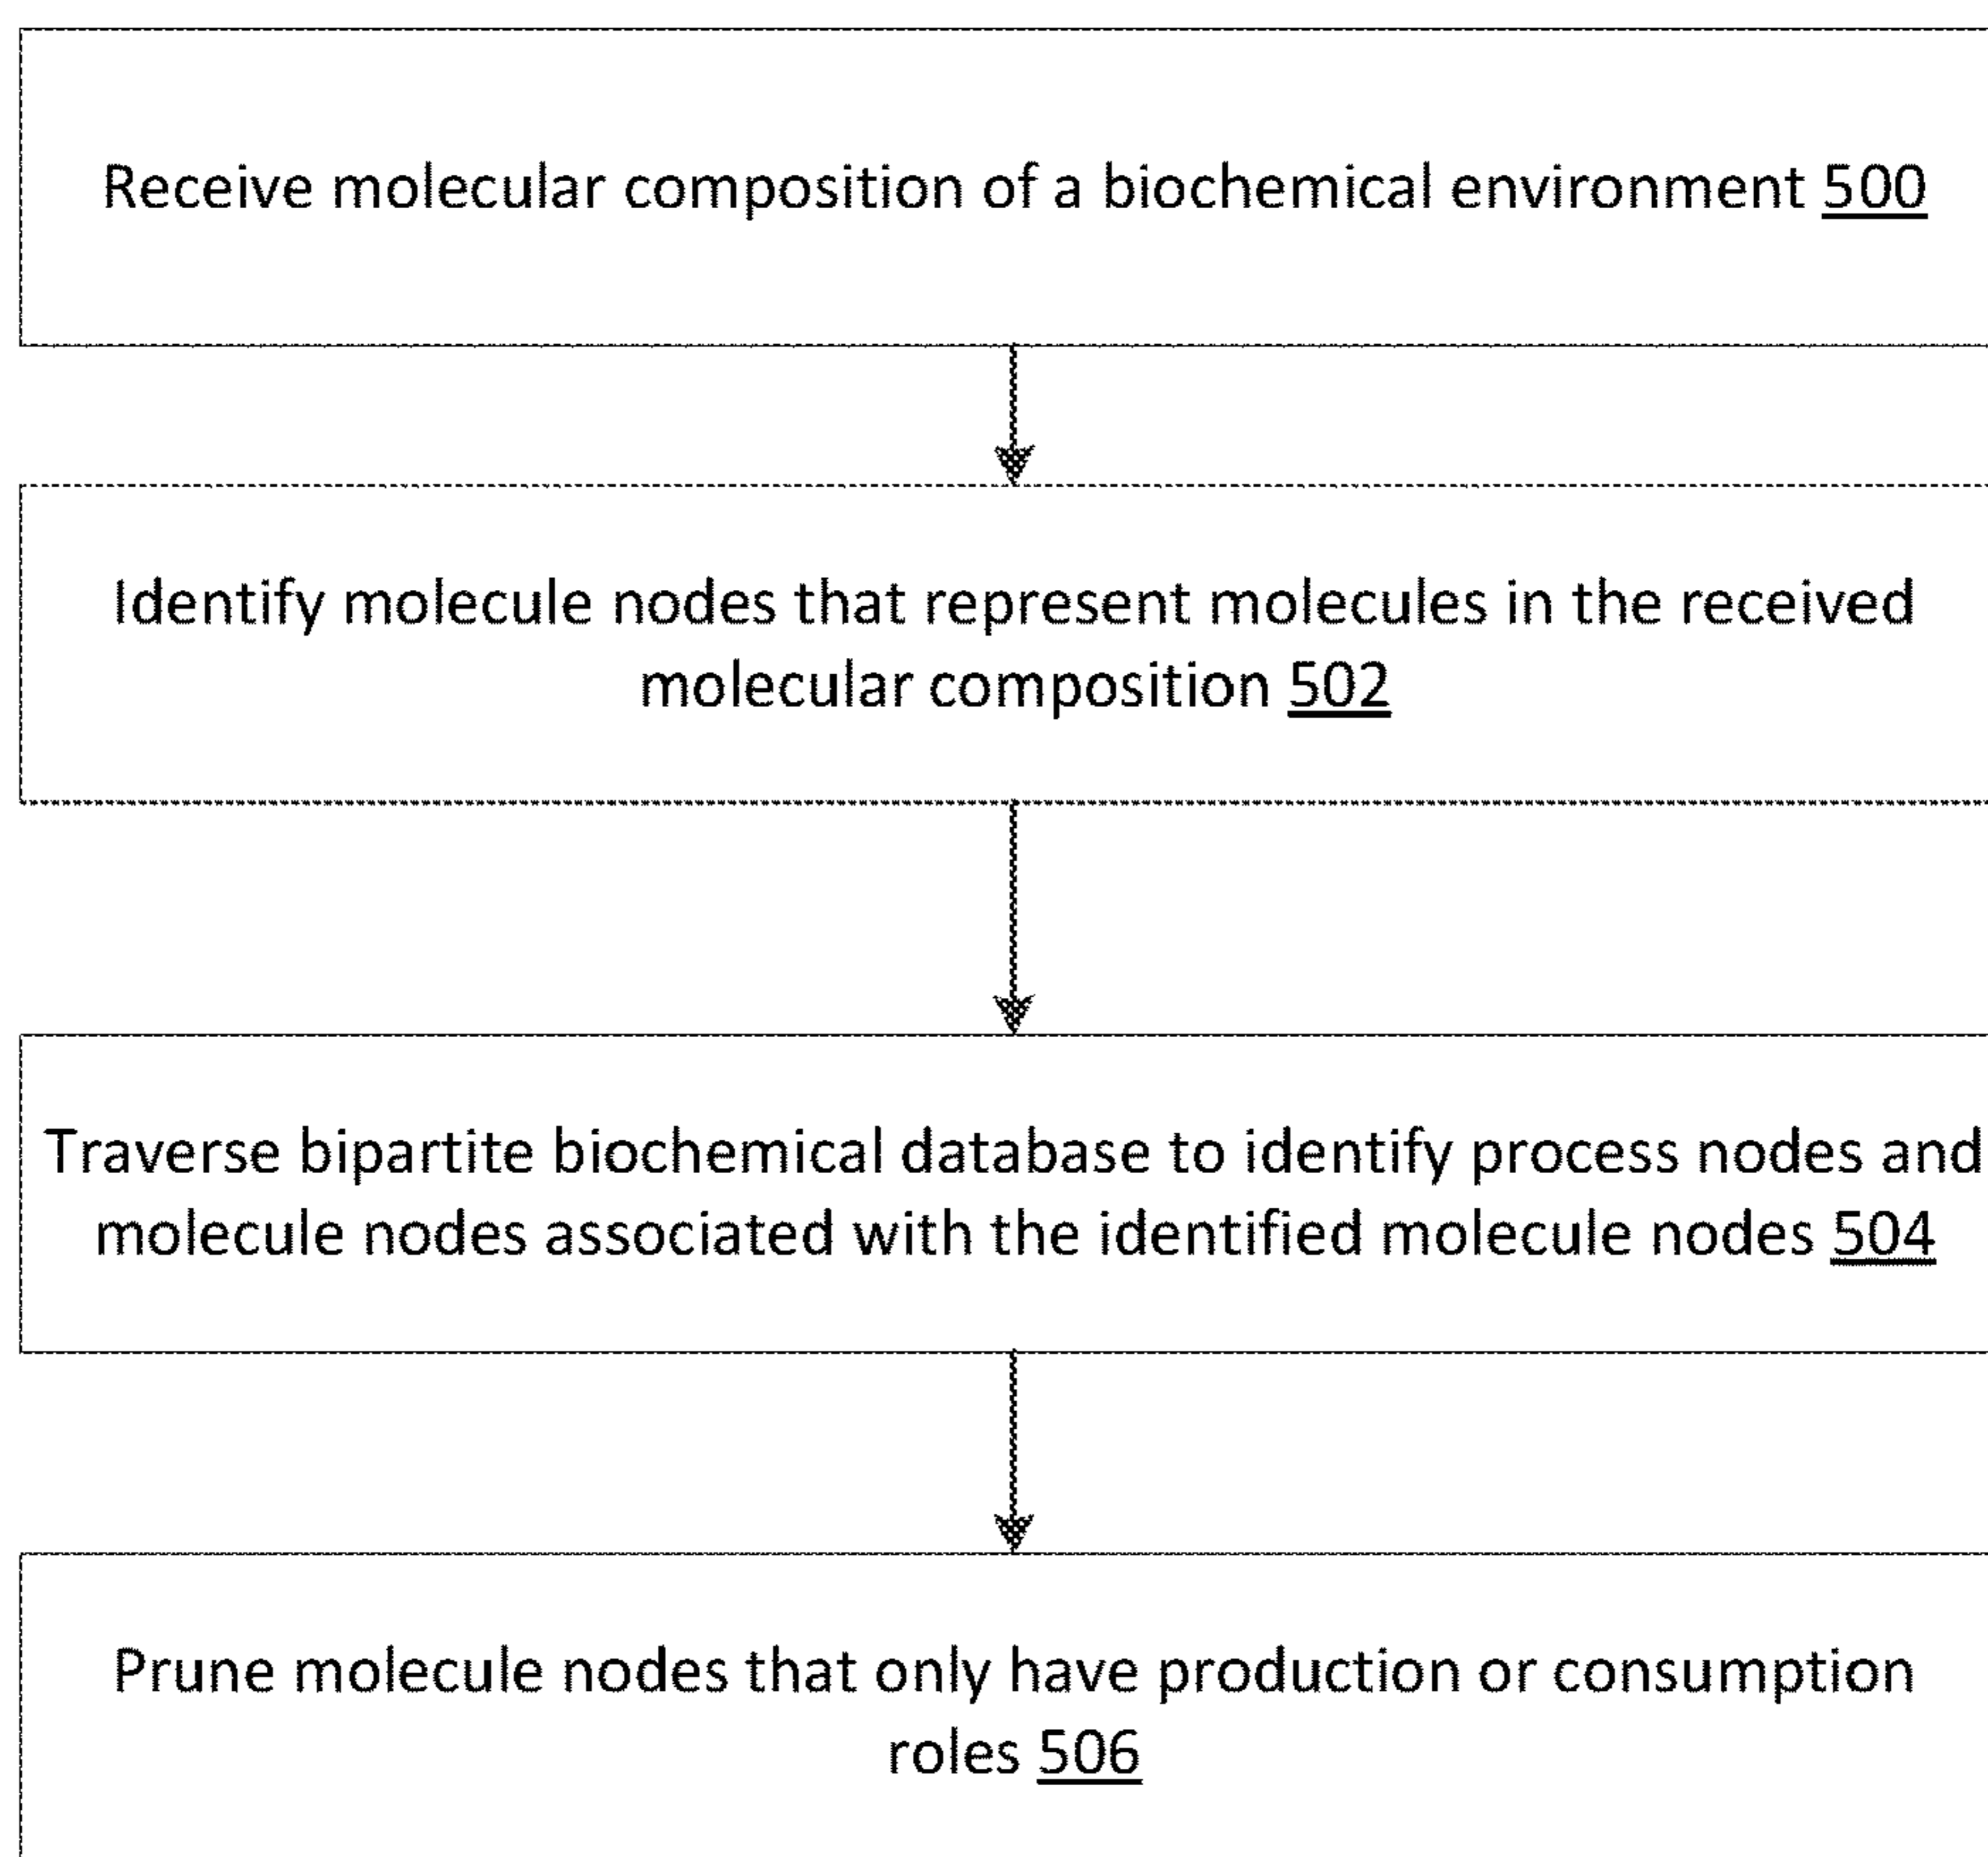 Receive molecular composition of a biochemical environment 500
Identify molecule nodes that represent molecules in the received
molecular composition 502
Traverse bipartite biochemical database to identify process nodes and
molecule nodes associated with the identified molecule nodes 504
Prune molecule nodes that only have production or consumption
roles 506